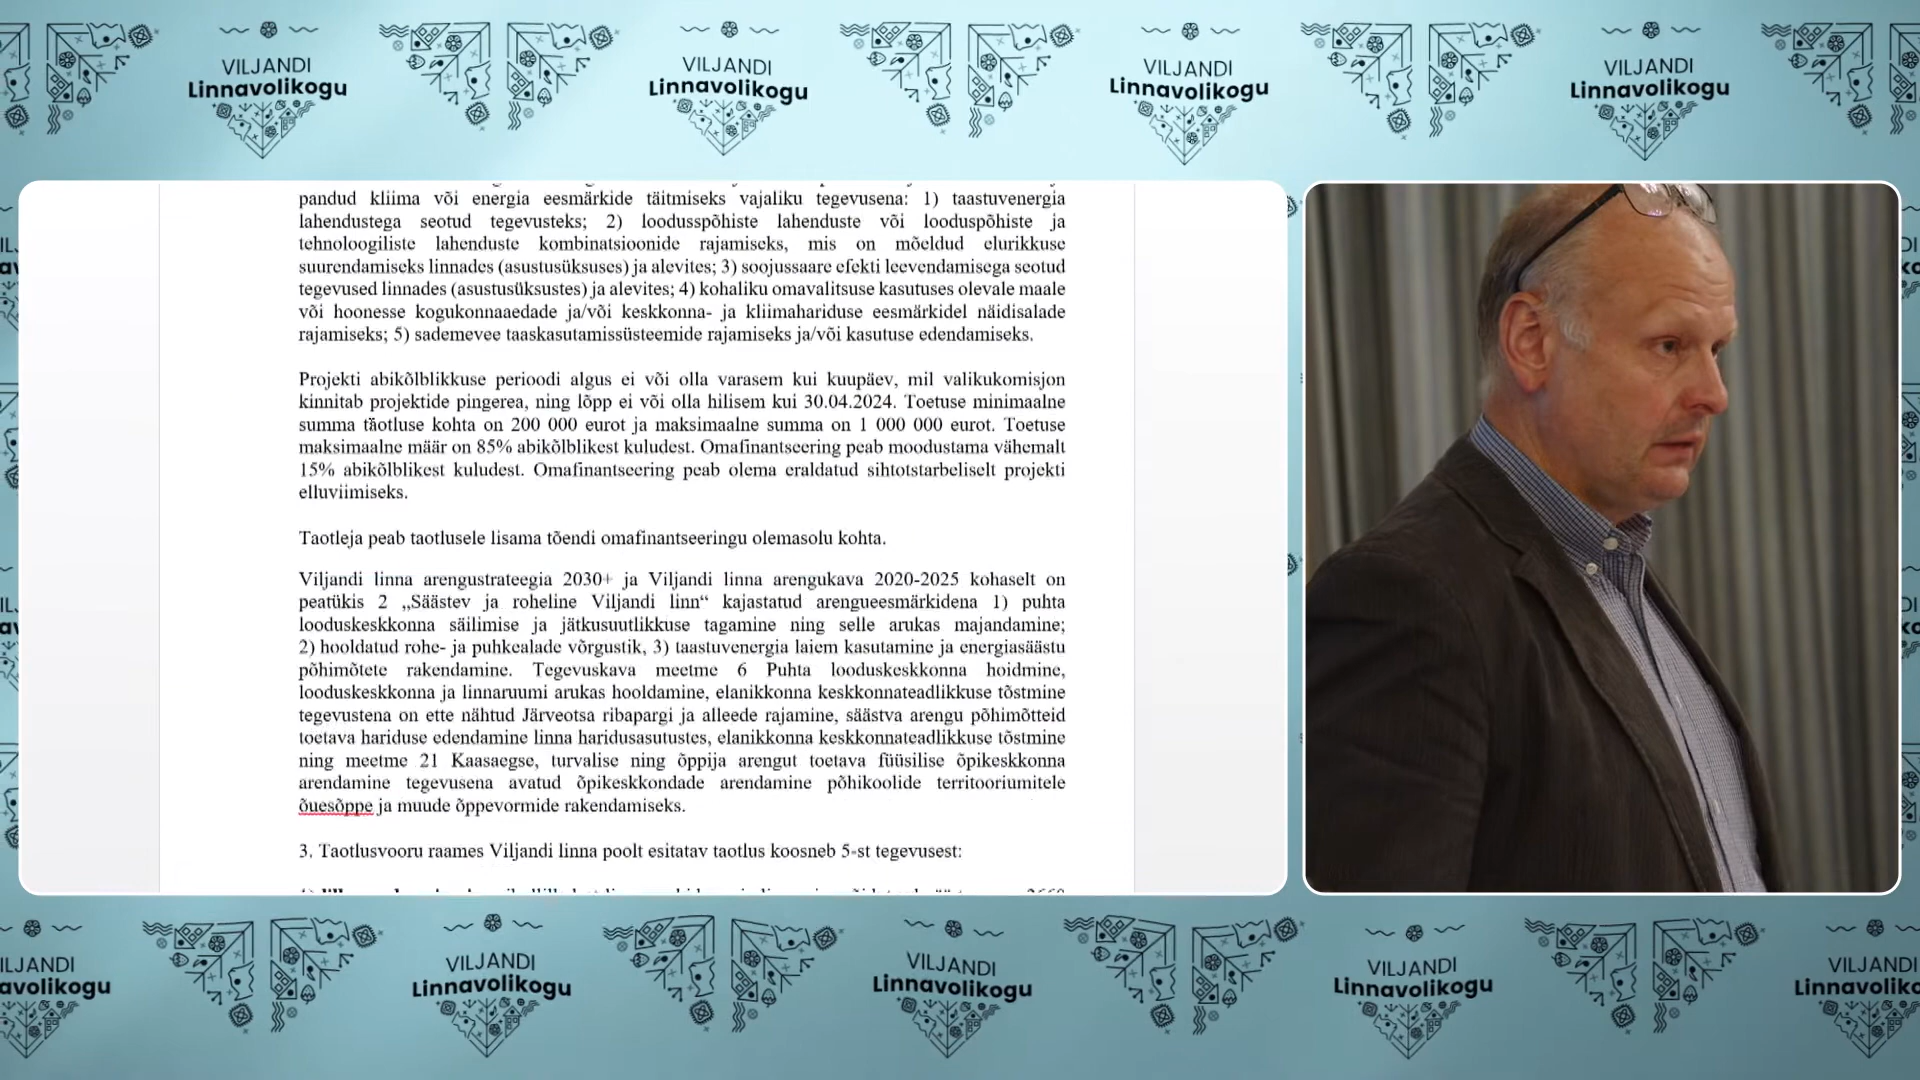 VILJANDI
Linnavolikogu
VILJANDI
Linnavolikogu
VILJANDI
Linnavolikogu
VILJANDI
Linnavolikogu
pandud kliima või energia eesmärkide täitmiseks vajaliku tegevusena: 1) taastuvenergia
lahendustega seotud tegevusteks; 2) loodusspõhiste lahenduste või looduspõhiste ja
tehnoloogiliste lahenduste kombinatsioonide rajamiseks, mis on mõeldud elurikkuse
suurendamiseks linnades (asustusüksuses) ja alevites; 3) soojussaare efekti leevendamisega seotud
tegevused linnades (asustusüksustes) ja alevites; 4) kohaliku omavalitsuse kasutuses olevale maale
või hoonesse kogukonnaaedade ja/või keskkonna- ja kliimahariduse eesmärkidel näidisalade
rajamiseks; 5) sademevee taaskasutamissüsteemide rajamiseks ja/või kasutuse edendamiseks.
Projekti abikõlblikkuse perioodi algus ei või olla varasem kui kuupäev, mil valikukomisjon
kinnitab projektide pingerea, ning lõpp ei või olla hilisem kui 30.04.2024. Toetuse minimaalne
summa taotluse kohta on 200 000 eurot ja maksimaalne summa on 1 000 000 eurot. Toetuse
maksimaalne määr on 85% abikõlblikest kuludest. Omafinantseering peab moodustama vähemalt
15% abikõlblikest kuludest. Omafinantseering peab olema eraldatud sihtotstarbeliselt projekti
elluviimiseks.
Taotleja peab taotlusele lisama tõendi omafinantseeringu olemasolu kohta.
Viljandi linna arengustrateegia 2030+ ja Viljandi linna arengukava 2020-2025 kohaselt on
peatükis 2 „Säästev ja roheline Viljandi linn“ kajastatud arengueesmärkidena 1) puhta
looduskeskkonna säilimise ja jätkusuutlikkuse tagamine ning selle arukas majandamine;
2) hooldatud rohe- ja puhkealade võrgustik, 3) taastuvenergia laiem kasutamine ja energiasäästu
põhimõtete rakendamine. Tegevuskava meetme 6 Puhta looduskeskkonna hoidmine,
looduskeskkonna ja linnaruumi arukas hooldamine, elanikkonna keskkonnateadlikkuse tõstmine
tegevustena on ette nähtud Järveotsa ribapargi ja alleede rajamine, säästva arengu põhimõtteid
toetava hariduse edendamine linna haridusasutustes, elanikkonna keskkonnateadlikkuse tõstmine
ning meetme 21 Kaasaegse, turvalise ning õppija arengut toetava füüsilise õpikeskkonna
arendamine tegevusena avatud õpikeskkondade arendamine põhikoolide territooriumitele
õuesõppe ja muude õppevormide rakendamiseks.
3. Taotlusvooru raames Viljandi linna poolt esitatav taotlus koosneb 5-st tegevusest:
ILJANDI
avolikogu
VILJANDI
Linnavolikogu
VILJANDI
Linnavolikogu
VILJANDI
Linnavolikogu
VILJANDI
Linnavoliko